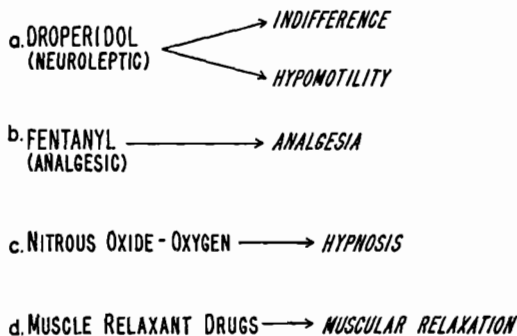 a. DROPERIDOL
(NEUROLEPTIC)
INDIFFERENCE
HYPOMOTILITY
b. FENTANYL
(ANALGESIC)
ANALGESIA
c. NITROUS OXIDE - OXYGEN
HYPNOSIS
d. MUSCLE RELAXANT DRUGS
MUSCULAR RELAXATION